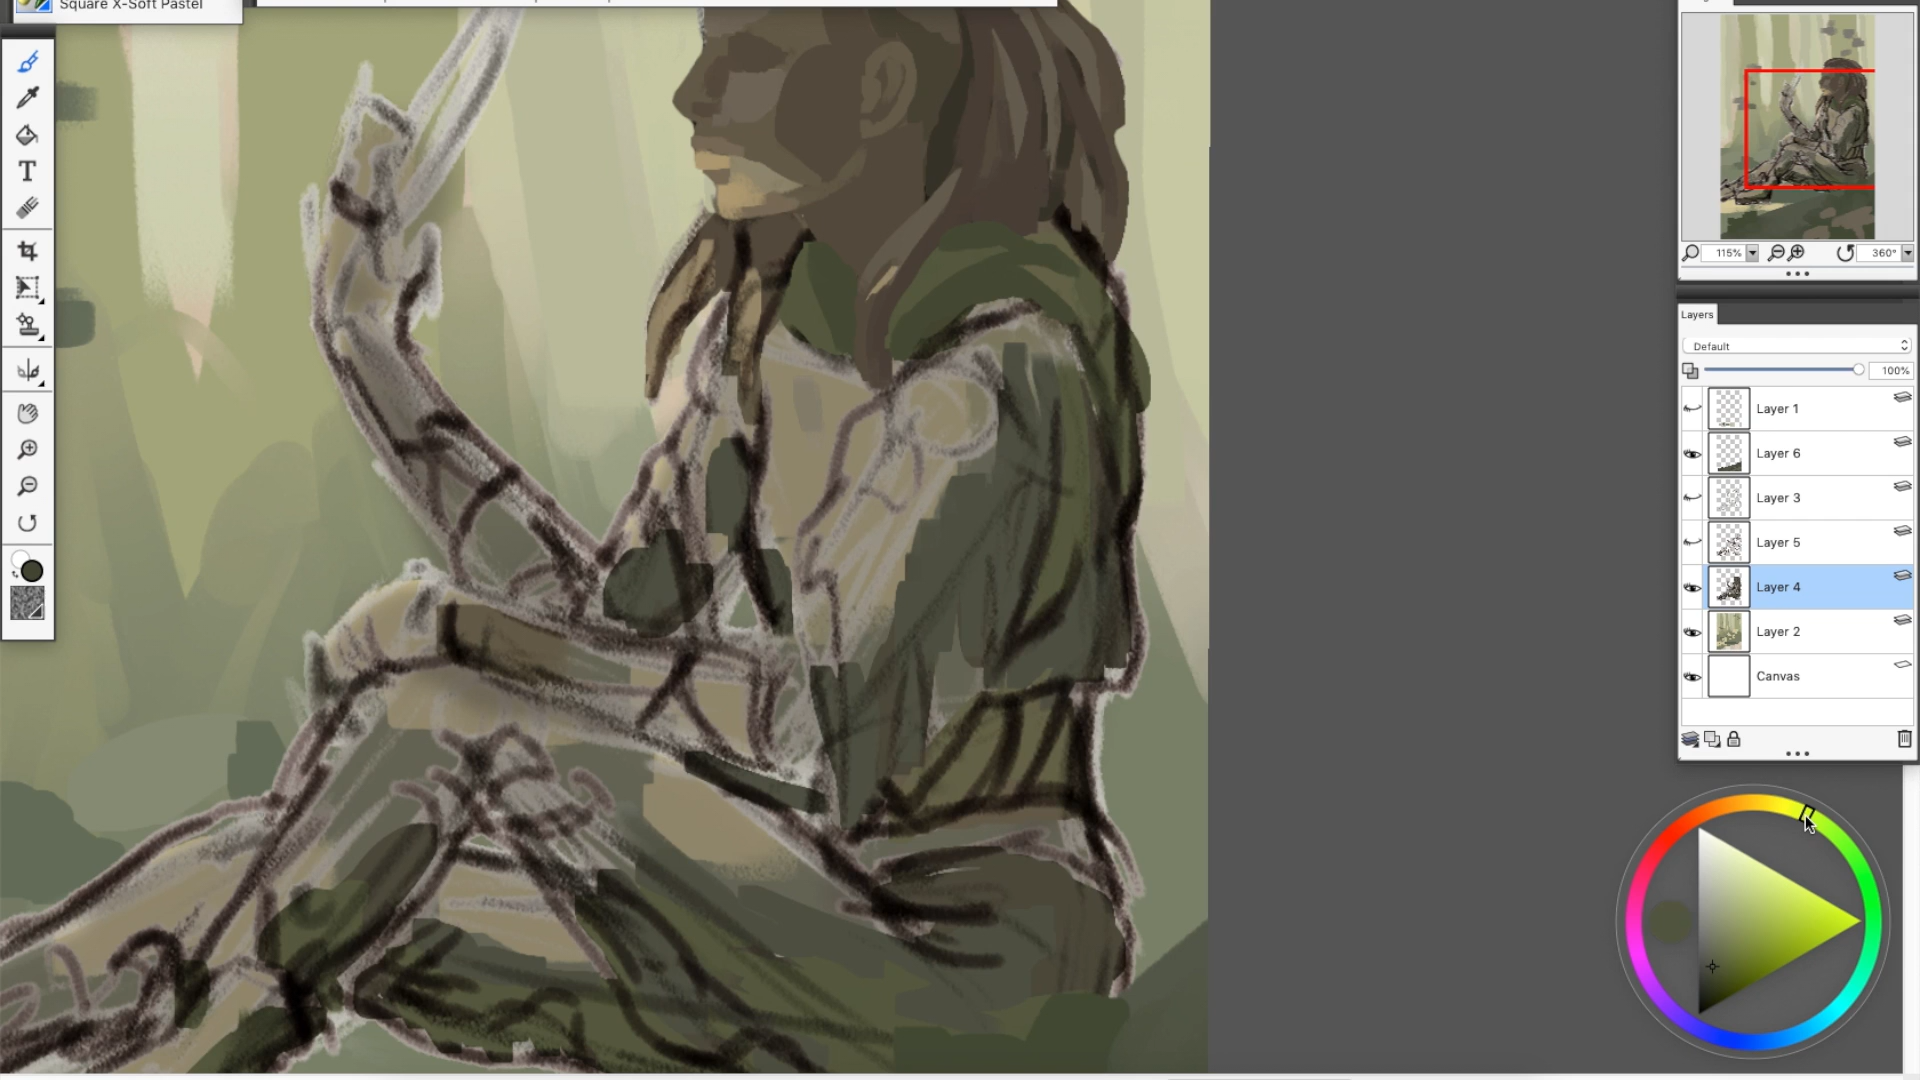 Square X-Soft Pastel
115%
360°
Layers
Default
100%
Layer 1
Layer 6
Layer 3
Layer 5
Layer 4
Layer 2
Canvas